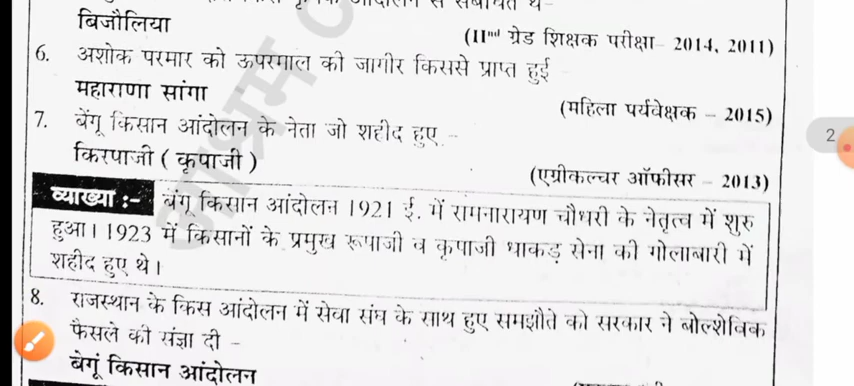 आंदोलन से संबंधित थे-
बिजौलिया
(IIⁿᵈ ग्रेड शिक्षक परीक्षा- 2014, 2011)
6. अशोक परमार को ऊपरमाल की जागीर किससे प्राप्त हुई -
महाराणा सांगा
(महिला पर्यवेक्षक - 2015)
7. बेंगू किसान आंदोलन के नेता जो शहीद हुए -
किरपाजी ( कृपाजी )
(एग्रीकल्चर ऑफीसर - 2013)
व्याख्या :- बेंगू किसान आंदोलन 1921 ई. में रामनारायण चौधरी के नेतृत्व में शुरु
हुआ। 1923 में किसानों के प्रमुख रूपाजी व कृपाजी धाकड़ सेना की गोलाबारी में
शहीद हुए थे।
8. राजस्थान के किस आंदोलन में सेवा संघ के साथ हुए समझौते को सरकार ने बोल्शेविक
फैसले की संज्ञा दी -
बेगूं किसान आंदोलन
2